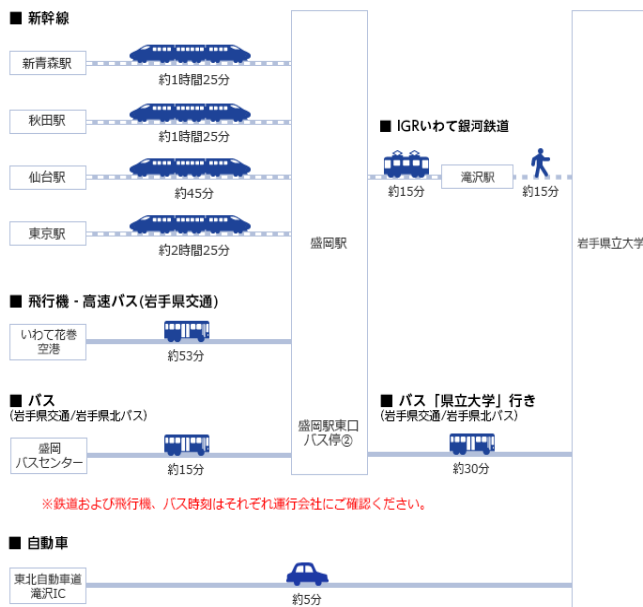 ■ 新幹線
新青森駅
約1時間25分
秋田駅
約1時間25分
仙台駅
約45分
東京駅
約2時間25分
■ 飛行機・高速バス(岩手県交通)
いわて花巻
空港
約53分
■ バス
(岩手県交通/岩手県北バス)
盛岡
バスセンター
約15分
盛岡駅
盛岡駅東口
バス停②
■ IGRいわて銀河鉄道
約15分
滝沢駅
約15分
■ バス「県立大学」行き
(岩手県交通/岩手県北バス)
約30分
岩手県立大学
※鉄道および飛行機、バス時刻はそれぞれ運行会社にご確認ください。
■ 自動車
東北自動車道
滝沢IC
約5分